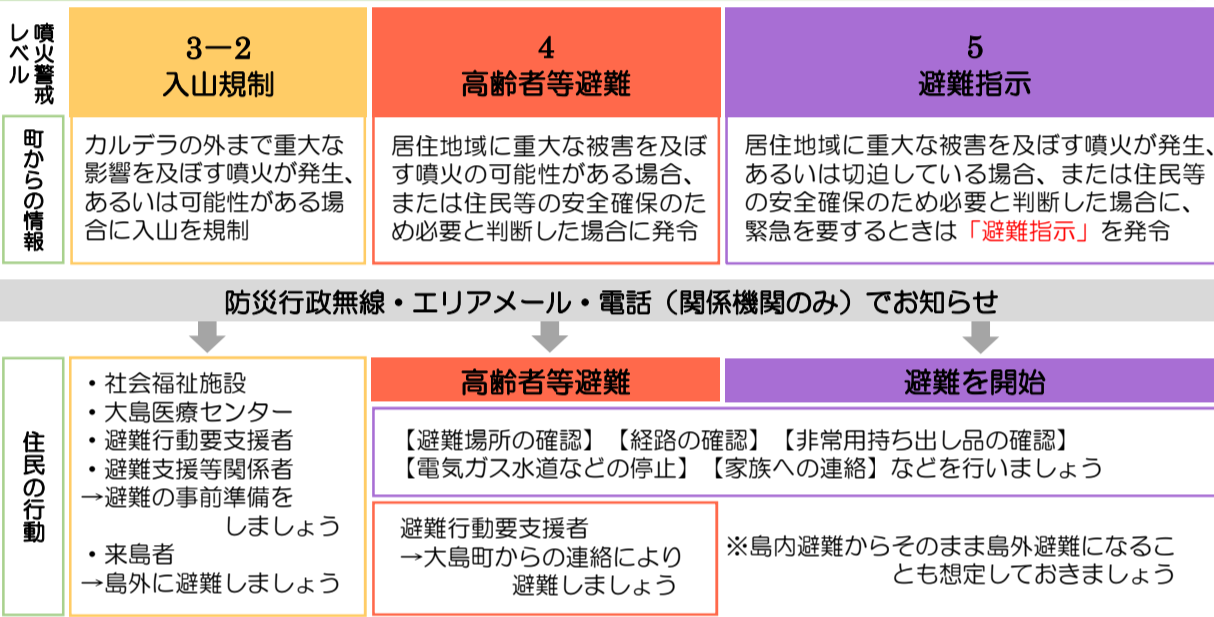 噴火警戒
レベル
3－2
入山規制
4
高齢者等避難
5
避難指示
町からの情報
カルデラの外まで重大な
影響を及ぼす噴火が発生、
あるいは可能性がある場
合に入山を規制
居住地域に重大な被害を及ぼ
す噴火の可能性がある場合、
または住民等の安全確保のた
め必要と判断した場合に発令
居住地域に重大な被害を及ぼす噴火が発生、
あるいは切迫している場合、または住民等
の安全確保のため必要と判断した場合に、
緊急を要するときは「避難指示」を発令
防災行政無線・エリアメール・電話（関係機関のみ）でお知らせ
住民の行動
・社会福祉施設
・大島医療センター
・避難行動要支援者
・避難支援等関係者
→避難の事前準備を
しましょう
・来島者
→島外に避難しましょう
高齢者等避難
避難を開始
【避難場所の確認】【経路の確認】【非常用持ち出し品の確認】
【電気ガス水道などの停止】【家族への連絡】などを行いましょう
避難行動要支援者
→大島町からの連絡により
避難しましょう
※島内避難からそのまま島外避難になるこ
とも想定しておきましょう